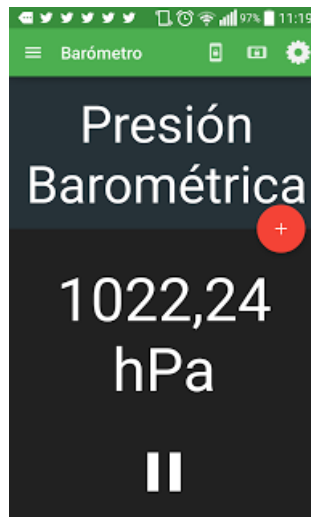 97% 11:19
Barómetro
Presión
Barométrica
+
1022,24
hPa